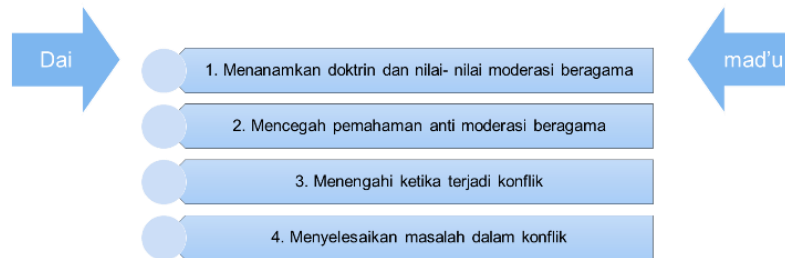 Dai
1. Menanamkan doktrin dan nilai- nilai moderasi beragama
mad'u
2. Mencegah pemahaman anti moderasi beragama
3. Menengahi ketika terjadi konflik
4. Menyelesaikan masalah dalam konflik